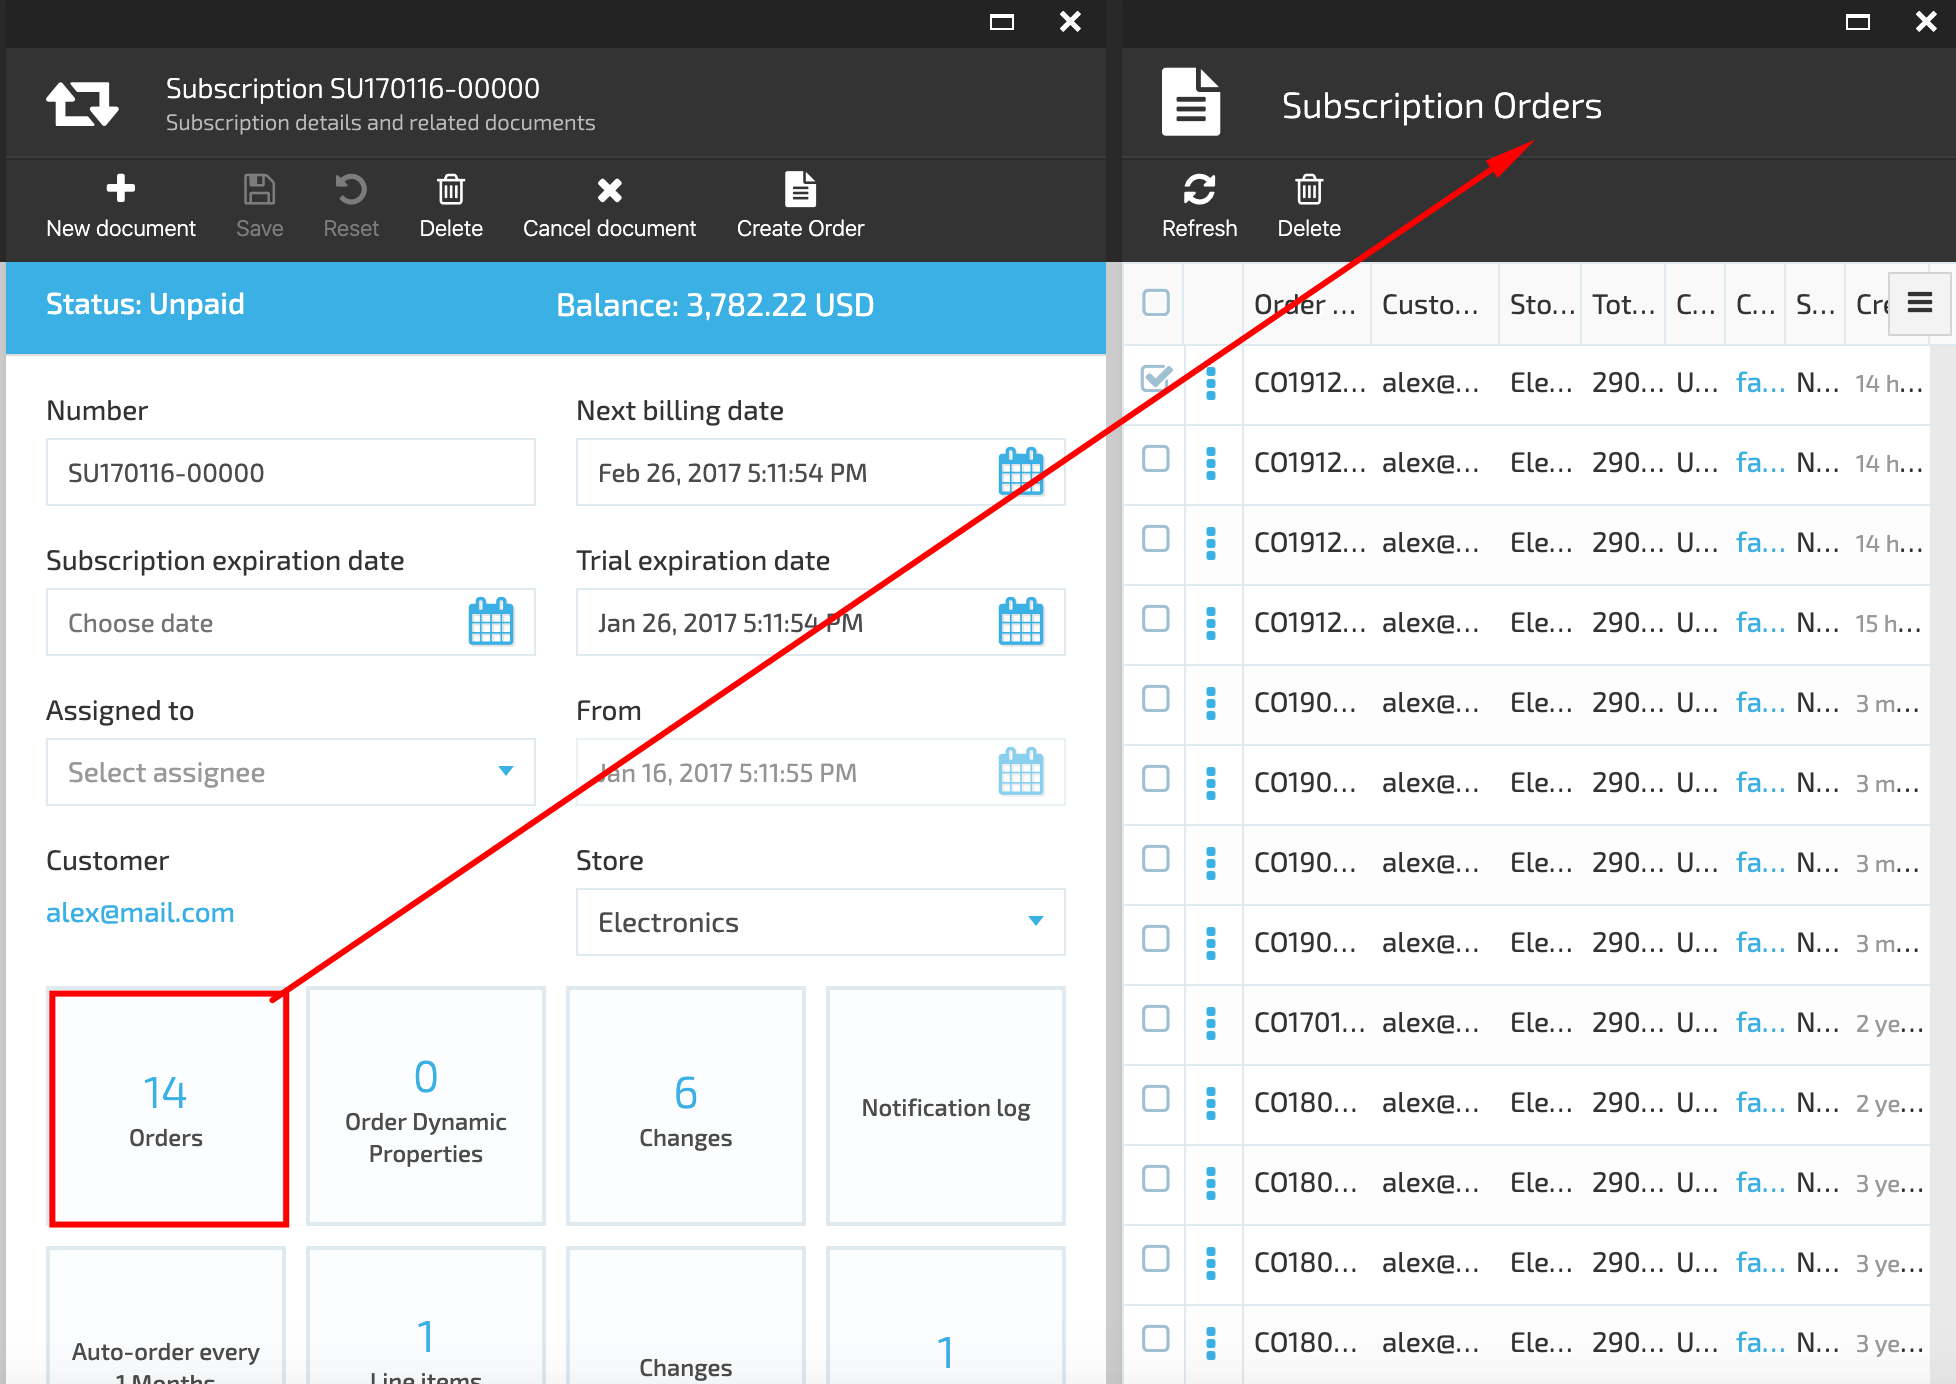 Subscription SU170116-00000
Subscription details and related documents
New document
Save
Reset
Delete
Cancel document
Create Order
Status: Unpaid
Balance: 3,782.22 USD
Number
Next billing date
SU170116-00000
Feb 26, 2017 5:11:54 PM
Subscription expiration date
Trial expiration date
Choose date
Jan 26, 2017 5:11:54 PM
Assigned to
From
Select assignee
Jan 16, 2017 5:11:55 PM
Customer
Store
alex@mail.com
Electronics
14
Orders
0
Order Dynamic
Properties
6
Changes
Notification log
Auto-order every
1 Months
1
Line items
Changes
1
Subscription Orders
Refresh
Delete
Order ... Custo... Sto... Tot... C... C... S... Cre
CO1912... alex@... Ele... 290... U... fa... N... 14 h...
CO1912... alex@... Ele... 290... U... fa... N... 14 h...
CO1912... alex@... Ele... 290... U... fa... N... 14 h...
CO1912... alex@... Ele... 290... U... fa... N... 15 h...
CO190... alex@... Ele... 290... U... fa... N... 3 m...
CO190... alex@... Ele... 290... U... fa... N... 3 m...
CO190... alex@... Ele... 290... U... fa... N... 3 m...
CO190... alex@... Ele... 290... U... fa... N... 3 m...
CO1701... alex@... Ele... 290... U... fa... N... 2 ye...
CO180... alex@... Ele... 290... U... fa... N... 2 ye...
CO180... alex@... Ele... 290... U... fa... N... 3 ye...
CO180... alex@... Ele... 290... U... fa... N... 3 ye...
CO180... alex@... Ele... 290... U... fa... N... 3 ye...